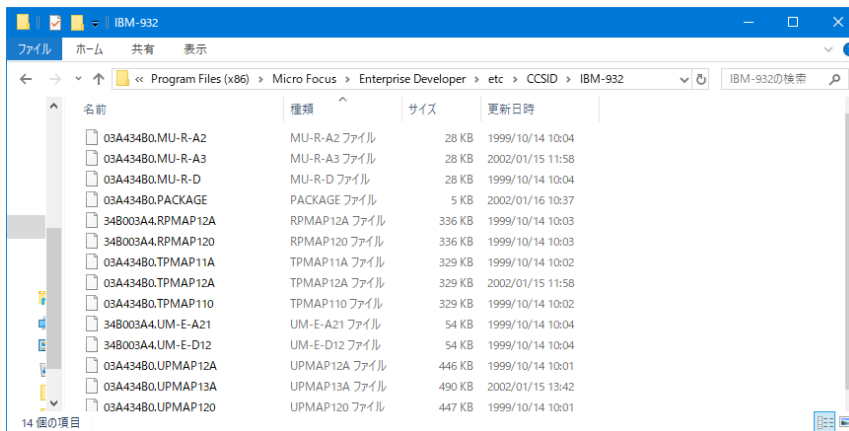 IBM-932
ファイル ホーム 共有 表示
« Program Files (x86) > Micro Focus > Enterprise Developer > etc > CCSID > IBM-932 IBM-932の検索
名前 種類 サイズ 更新日時
03A434B0.MU-R-A2 MU-R-A2 ファイル 28 KB 1999/10/14 10:04
03A434B0.MU-R-A3 MU-R-A3 ファイル 28 KB 2002/01/15 11:58
03A434B0.MU-R-D MU-R-D ファイル 28 KB 1999/10/14 10:04
03A434B0.PACKAGE PACKAGE ファイル 5 KB 2002/01/16 10:37
34B003A4.RPMAP12A RPMAP12A ファイル 336 KB 1999/10/14 10:03
34B003A4.RPMAP120 RPMAP120 ファイル 336 KB 1999/10/14 10:03
03A434B0.TPMAP11A TPMAP11A ファイル 329 KB 1999/10/14 10:02
03A434B0.TPMAP12A TPMAP12A ファイル 329 KB 2002/01/15 11:58
03A434B0.TPMAP110 TPMAP110 ファイル 329 KB 1999/10/14 10:02
34B003A4.UM-E-A21 UM-E-A21 ファイル 54 KB 1999/10/14 10:04
34B003A4.UM-E-D12 UM-E-D12 ファイル 54 KB 1999/10/14 10:04
03A434B0.UPMAP12A UPMAP12A ファイル 446 KB 1999/10/14 10:01
03A434B0.UPMAP13A UPMAP13A ファイル 490 KB 2002/01/15 13:42
03A434B0.UPMAP120 UPMAP120 ファイル 447 KB 1999/10/14 10:01
14 個の項目